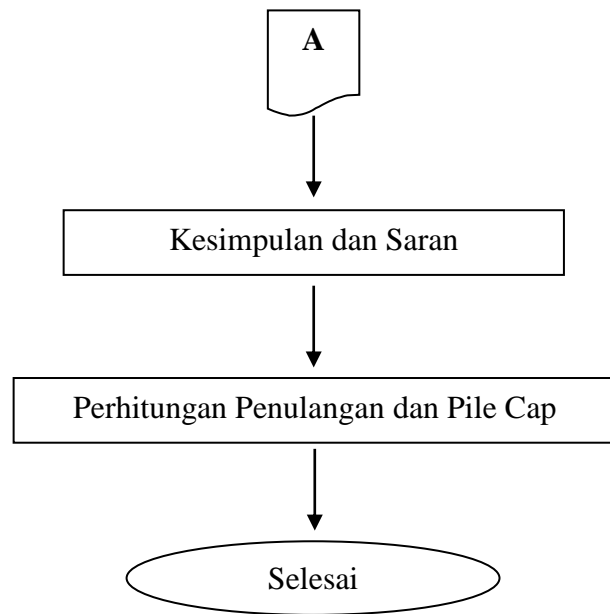 A
Kesimpulan dan Saran
Perhitungan Penulangan dan Pile Cap
Selesai